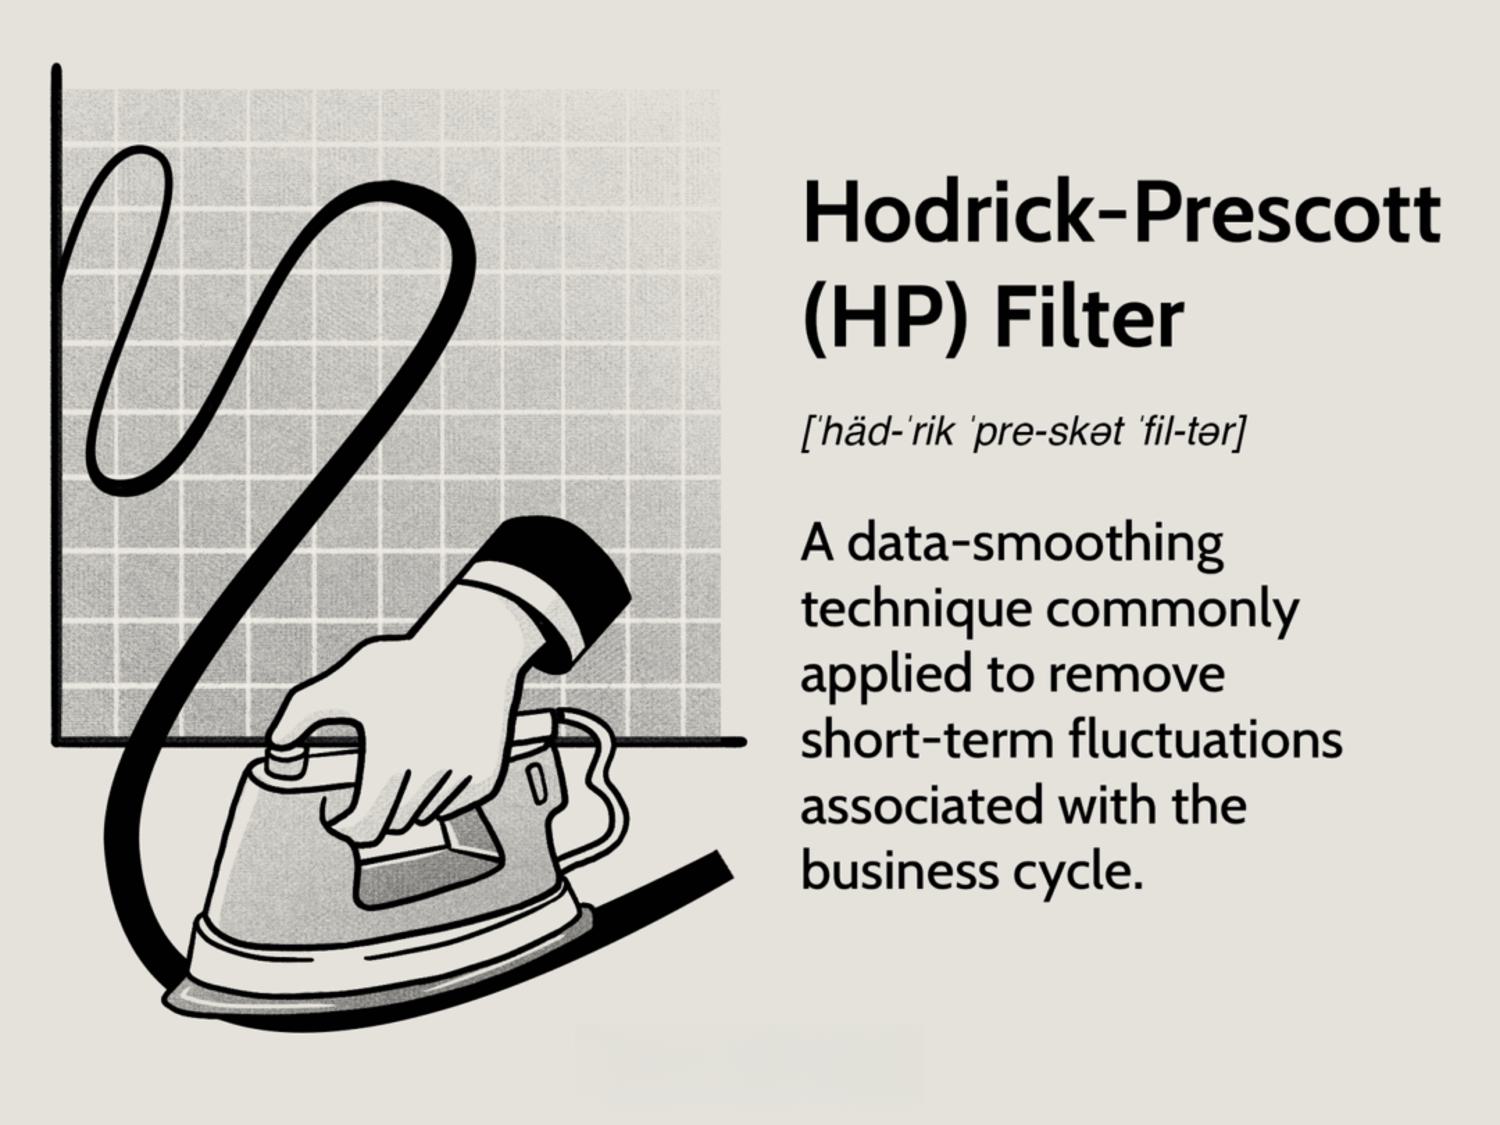 Hodrick-Prescott
(HP) Filter
[ˈhäd-ˈrik ˈpre-skət ˈfil-tər]
A data-smoothing
technique commonly
applied to remove
short-term fluctuations
associated with the
business cycle.